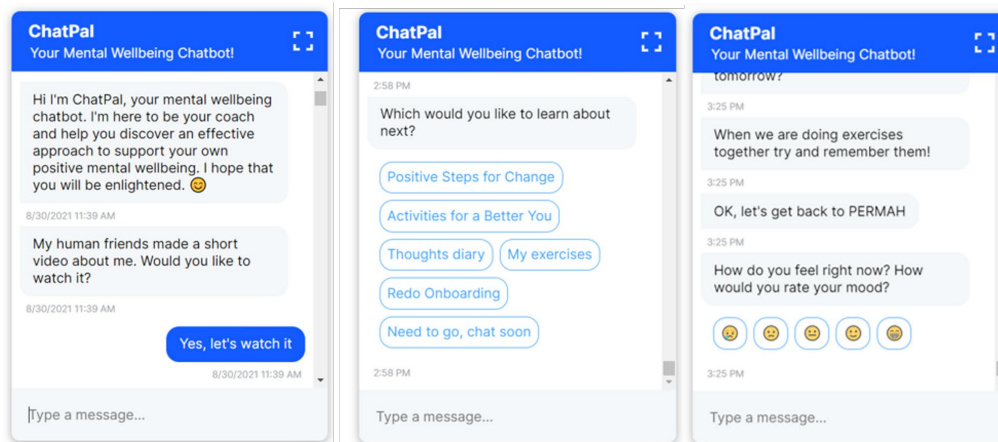 ChatPal
Your Mental Wellbeing Chatbot!
Hi I'm ChatPal, your mental wellbeing
chatbot. I'm here to be your coach
and help you discover an effective
approach to support your own
positive mental wellbeing. I hope that
you will be enlightened. 😊
8/30/2021 11:39 AM
My human friends made a short
video about me. Would you like to
watch it?
8/30/2021 11:39 AM
Yes, let's watch it
8/30/2021 11:39 AM
Type a message...
ChatPal
Your Mental Wellbeing Chatbot!
2:58 PM
Which would you like to learn about
next?
Positive Steps for Change
Activities for a Better You
Thoughts diary
My exercises
Redo Onboarding
Need to go, chat soon
2:58 PM
Type a message...
ChatPal
Your Mental Wellbeing Chatbot!
tomorrow?
3:25 PM
When we are doing exercises
together try and remember them!
3:25 PM
OK, let's get back to PERMAH
3:25 PM
How do you feel right now? How
would you rate your mood?
3:25 PM
Type a message...